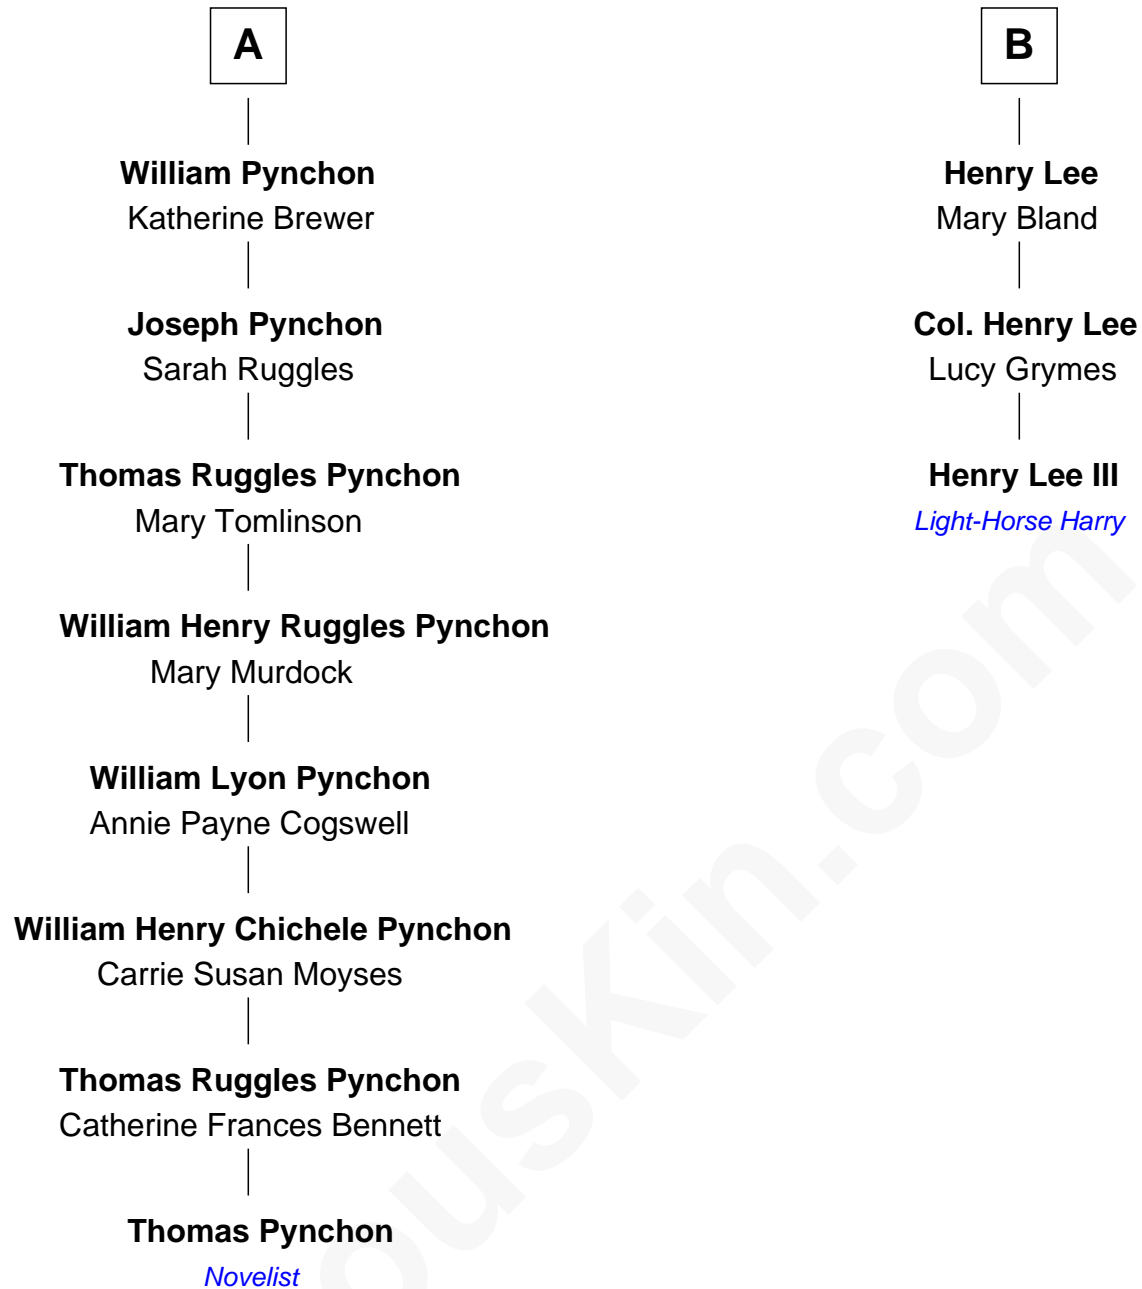 A
William Pynchon
Katherine Brewer
Joseph Pynchon
Sarah Ruggles
Thomas Ruggles Pynchon
Mary Tomlinson
William Henry Ruggles Pynchon
Mary Murdock
William Lyon Pynchon
Annie Payne Cogswell
William Henry Chichele Pynchon
Carrie Susan Moyses
Thomas Ruggles Pynchon
Catherine Frances Bennett
Thomas Pynchon
Novelist
B
Henry Lee
Mary Bland
Col. Henry Lee
Lucy Grymes
Henry Lee III
Light-Horse Harry
ousKin.com